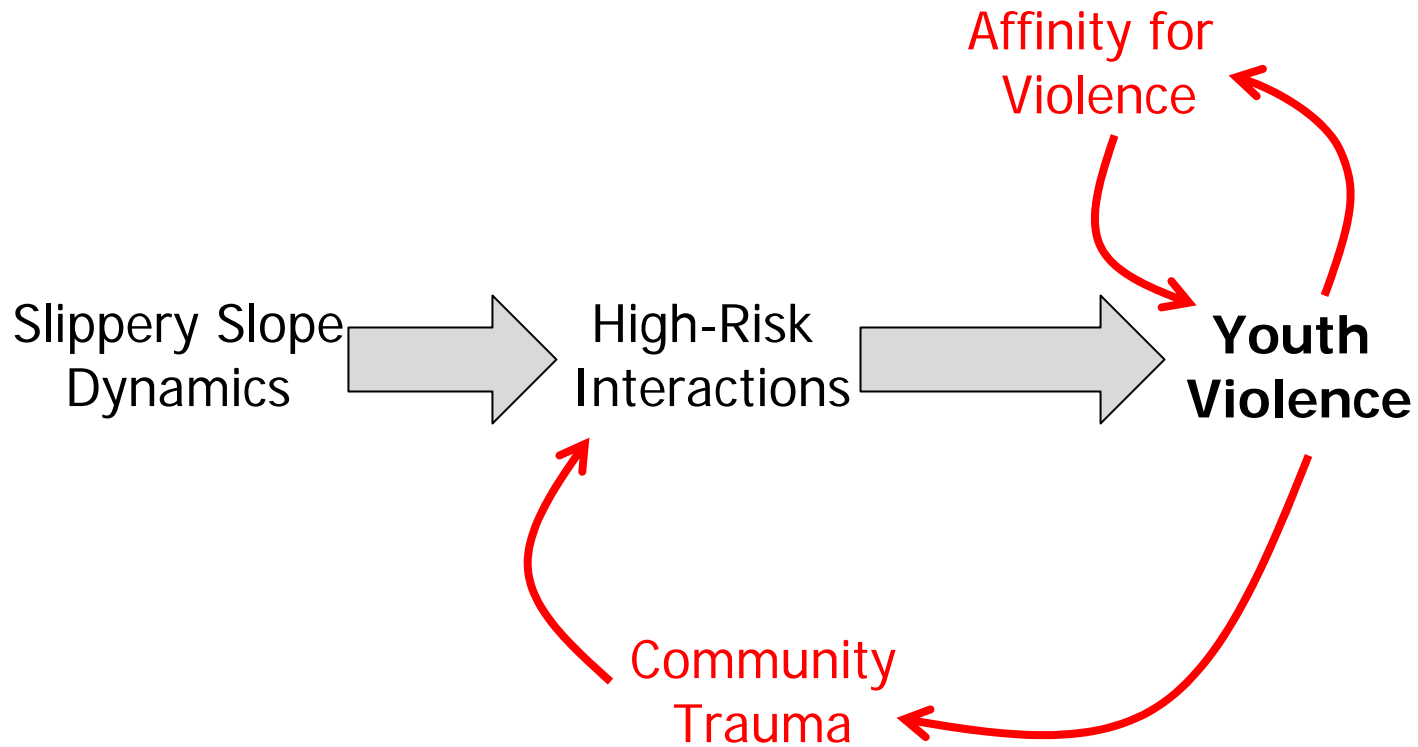 Affinity for
Violence
Slippery Slope
Dynamics
High-Risk
Interactions
Youth
Violence
Community
Trauma